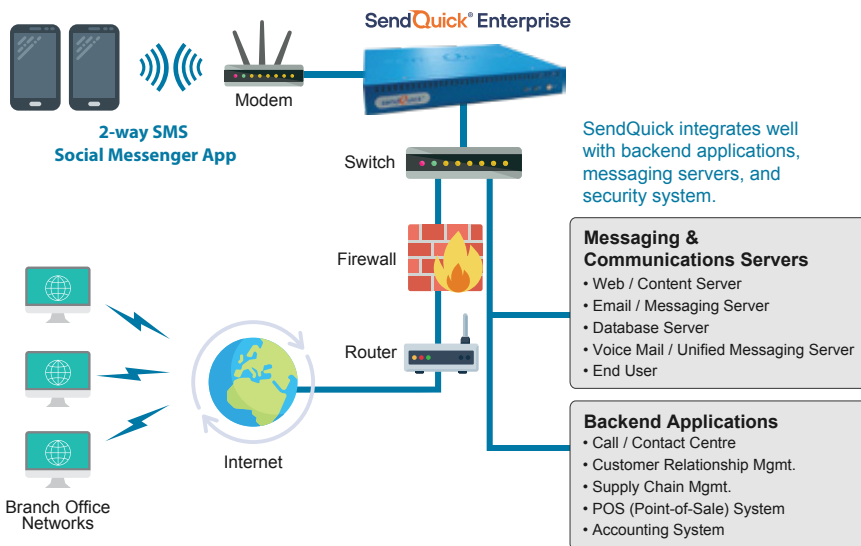 SendQuick® Enterprise
Modem
sendQuick
2-way SMS
Social Messenger App
Switch
SendQuick integrates well
with backend applications,
messaging servers, and
security system.
Firewall
Messaging &
Communications Servers
• Web / Content Server
• Email / Messaging Server
• Database Server
• Voice Mail / Unified Messaging Server
• End User
Router
Internet
Branch Office
Networks
Backend Applications
• Call / Contact Centre
• Customer Relationship Mgmt.
• Supply Chain Mgmt.
• POS (Point-of-Sale) System
• Accounting System